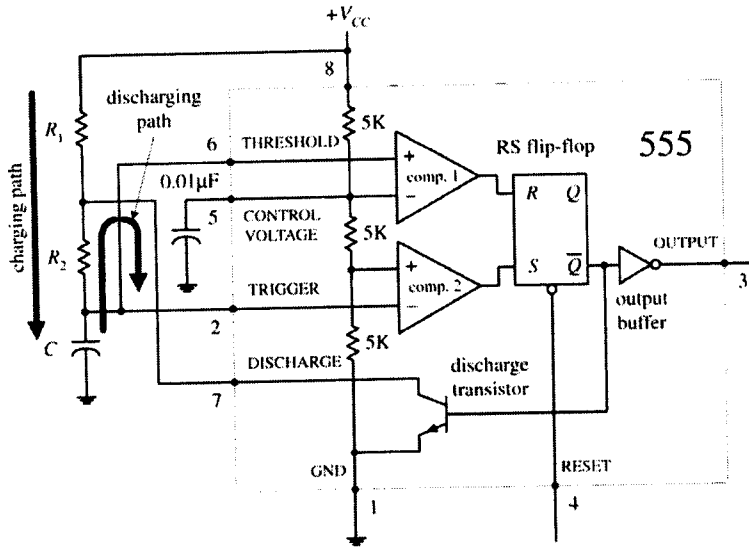 +V_CC
8
discharging
path
R₁
5K
6
THRESHOLD
RS flip-flop
555
0.01µF
+
comp. 1
−
R
Q
5
CONTROL
VOLTAGE
5K
charging path
R₂
+
comp. 2
−
S
Q̅
OUTPUT
3
TRIGGER
2
output
buffer
C
5K
DISCHARGE
7
discharge
transistor
GND
RESET
1
4